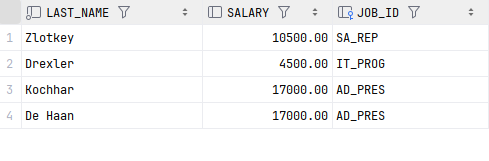 LAST_NAME SALARY JOB_ID
1 Zlotkey 10500.00 SA_REP
2 Drexler 4500.00 IT_PROG
3 Kochhar 17000.00 AD_PRES
4 De Haan 17000.00 AD_PRES